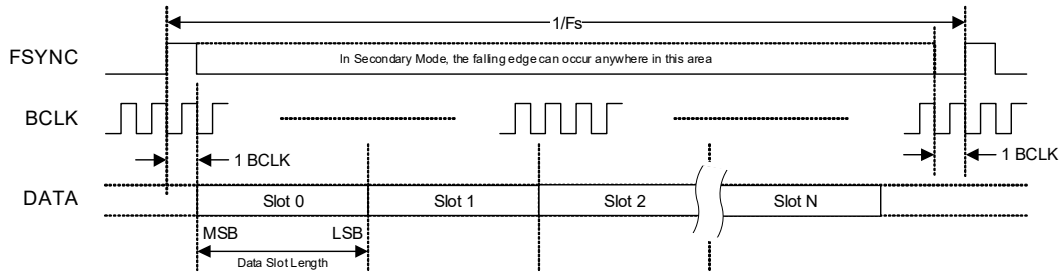 1/Fs
FSYNC
In Secondary Mode, the falling edge can occur anywhere in this area
BCLK
1 BCLK
1 BCLK
DATA
Slot 0
Slot 1
Slot 2
Slot N
MSB
LSB
Data Slot Length